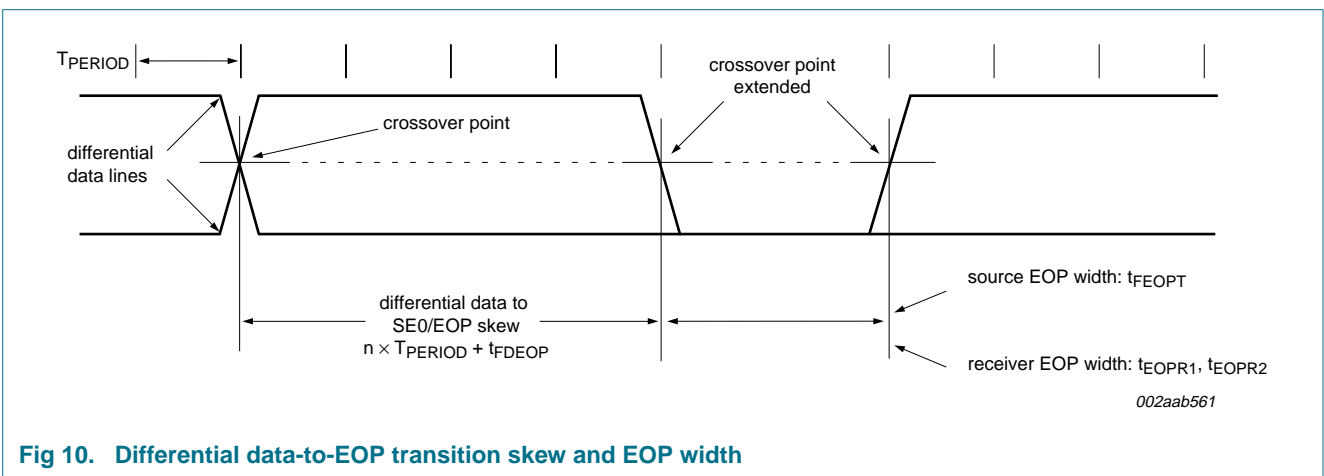 TPERIOD
crossover point
extended
crossover point
differential
data lines
differential data to
SE0/EOP skew
n × TPERIOD + tFDEOP
source EOP width: tFEOPT
receiver EOP width: tEOPR1, tEOPR2
002aab561
Fig 10. Differential data-to-EOP transition skew and EOP width